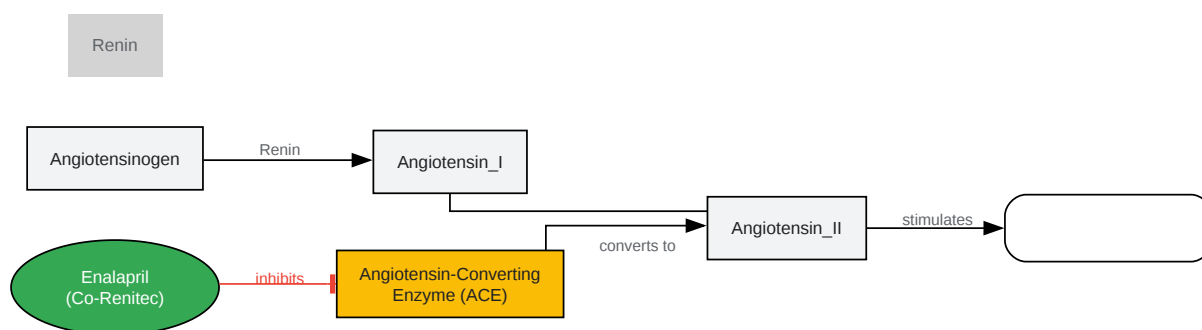 Renin
Angiotensinogen
Renin
Angiotensin_I
Angiotensin_II
stimulates
converts to
Enalapril
(Co-Renitec)
inhibits
Angiotensin-Converting
Enzyme (ACE)